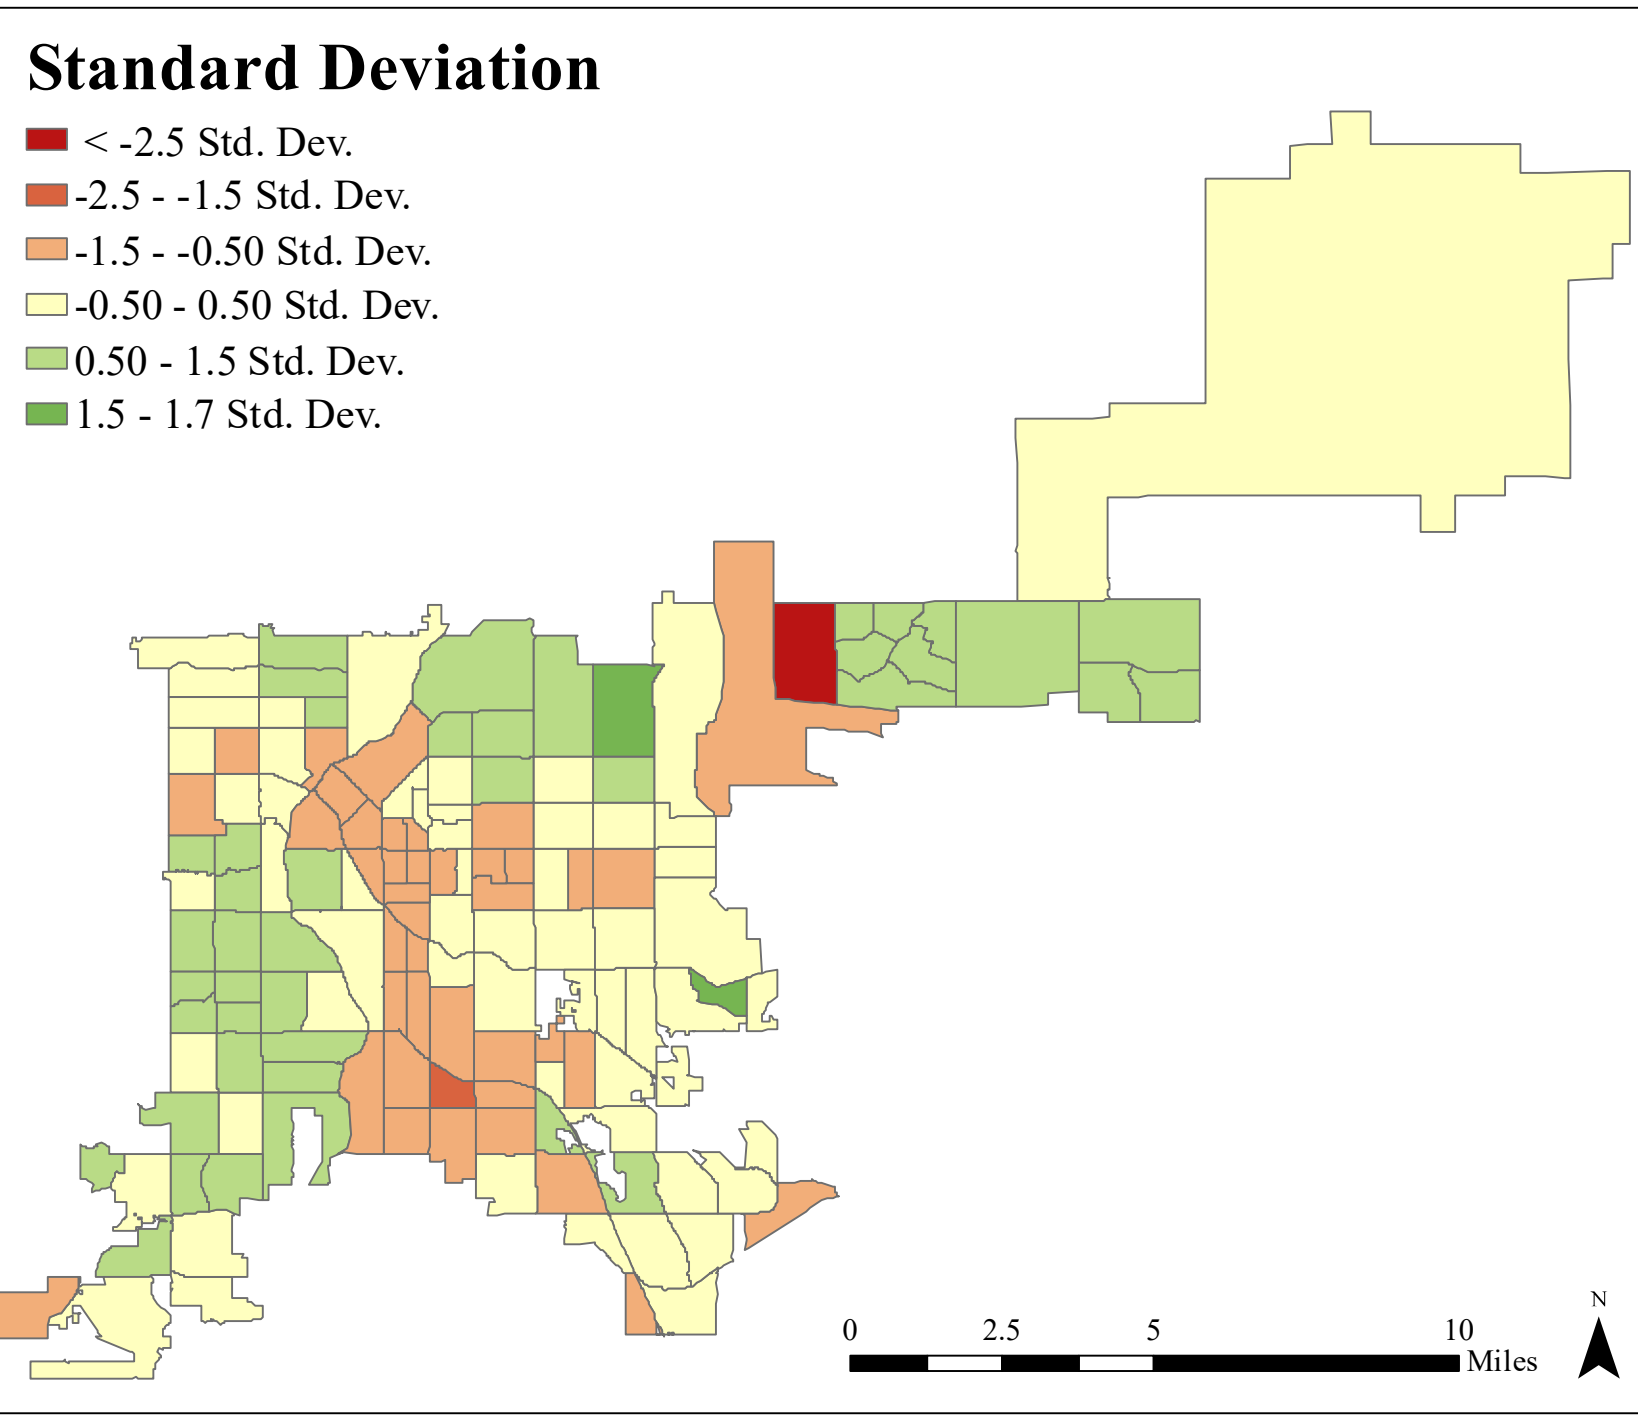 Standard Deviation
< -2.5 Std. Dev.
-2.5 - -1.5 Std. Dev.
-1.5 - -0.50 Std. Dev.
-0.50 - 0.50 Std. Dev.
0.50 - 1.5 Std. Dev.
1.5 - 1.7 Std. Dev.
N
0 2.5 5 10
Miles